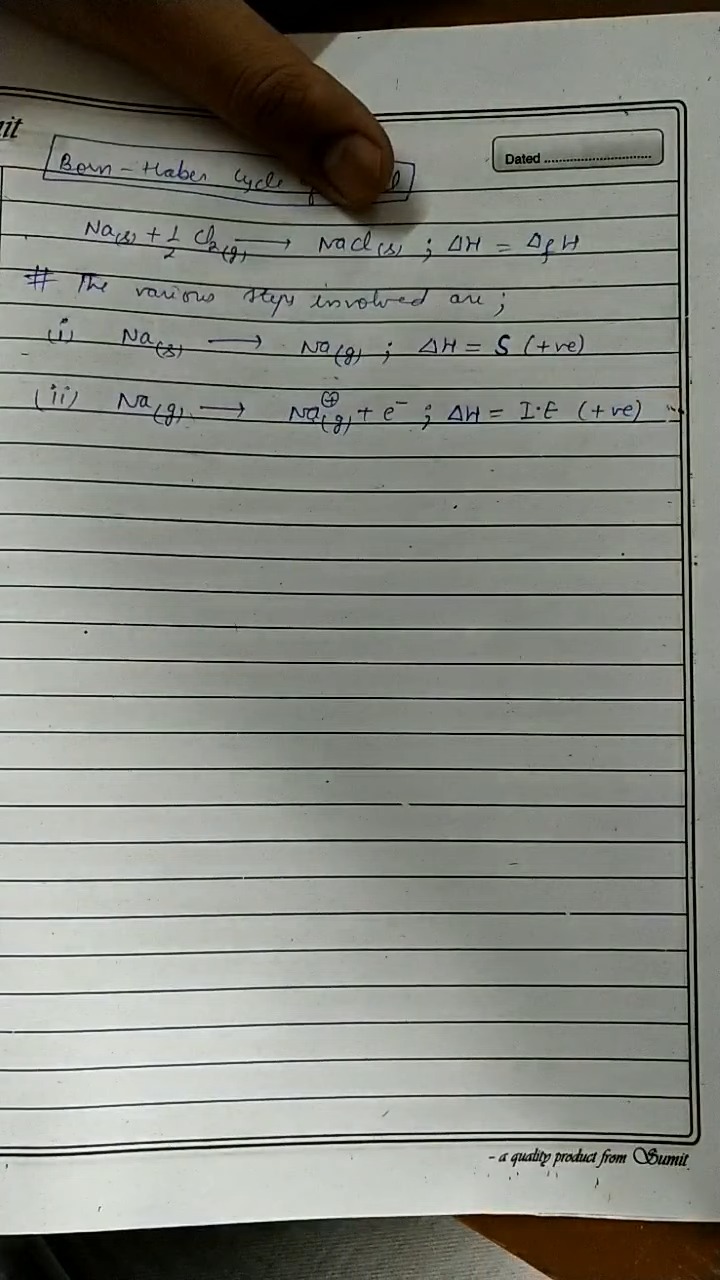 it
Dated ..............................
Born-Haber Cycle
Na(s) + 1/2 Cl2(g) ⟶ NaCl(s) ; ΔH = ΔfH
# The various steps involved are ;
(i) Na(s) ⟶ Na(g) ; ΔH = S (+ve)
(ii) Na(g) ⟶ Na⊕(g) + e⁻ ; ΔH = I.E (+ve)
- a quality product from Sumit